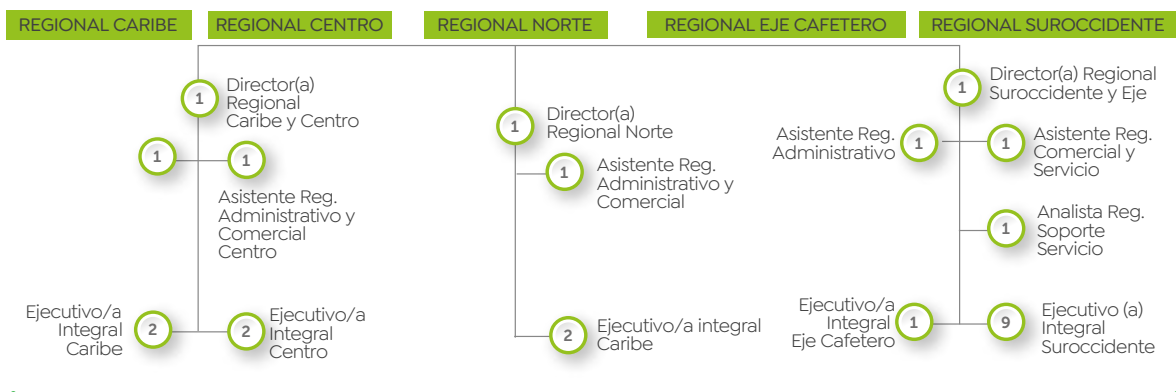 REGIONAL CARIBE
REGIONAL CENTRO
REGIONAL NORTE
REGIONAL EJE CAFETERO
REGIONAL SUROCCIDENTE
1
Director(a)
Regional
Caribe y Centro
1
1
Asistente Reg.
Administrativo y
Comercial
Centro
Ejecutivo/a
Integral
Caribe
2
2
Ejecutivo/a
Integral
Centro
1
Director(a)
Regional Norte
1
Asistente Reg.
Administrativo y
Comercial
2
Ejecutivo/a integral
Caribe
1
Director(a) Regional
Suroccidente y Eje
Asistente Reg.
Administrativo
1
1
Asistente Reg.
Comercial y
Servicio
1
Analista Reg.
Soporte
Servicio
Ejecutivo/a
Integral
Eje Cafetero
1
9
Ejecutivo (a)
Integral
Suroccidente